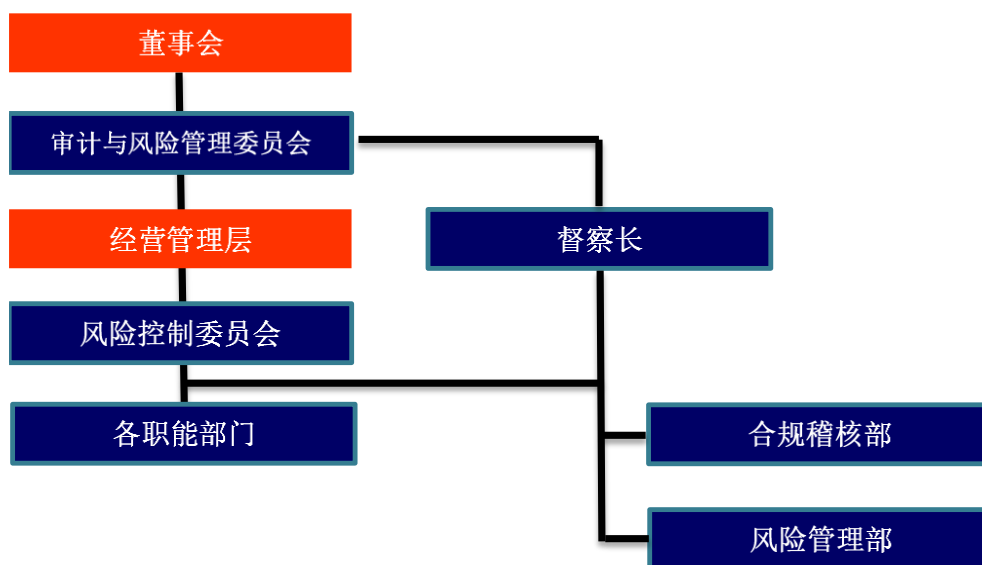 董事会
审计与风险管理委员会
经营管理层
督察长
风险控制委员会
各职能部门
合规稽核部
风险管理部